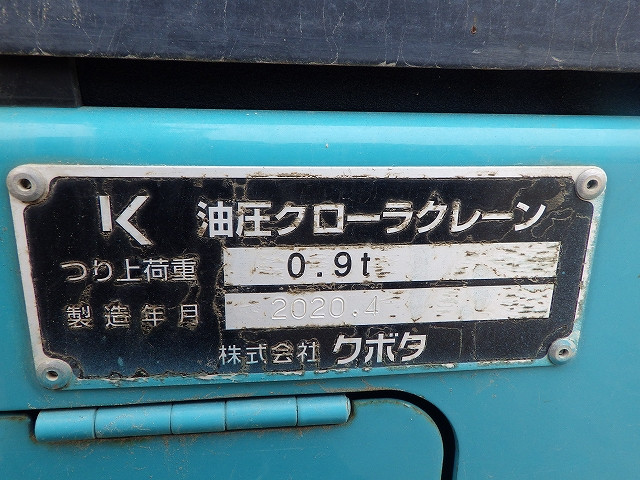 K 油圧クローラクレーン
つり上荷重 0.9t
製造年月 2020.4
株式会社 クボタ